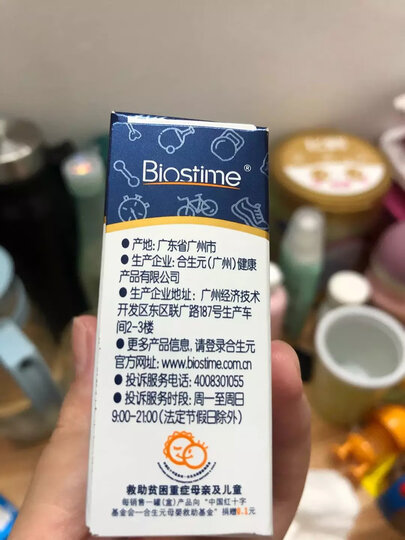 Biostime®
● 产地: 广东省广州市
● 生产企业: 合生元(广州)健康
产品有限公司
● 生产企业地址: 广州经济技术
开发区东区联广路187号生产车
间2-3楼
● 更多产品信息, 请登录合生元
官方网址: www.biostime.com.cn
● 投诉服务电话: 4008301055
● 投诉服务时段: 周一至周日
9:00-21:00 (法定节假日除外)
救助贫困重症母亲及儿童
每销售一罐(盒)产品向"中国红十字
基金会—合生元母婴救助基金"捐赠0.1元